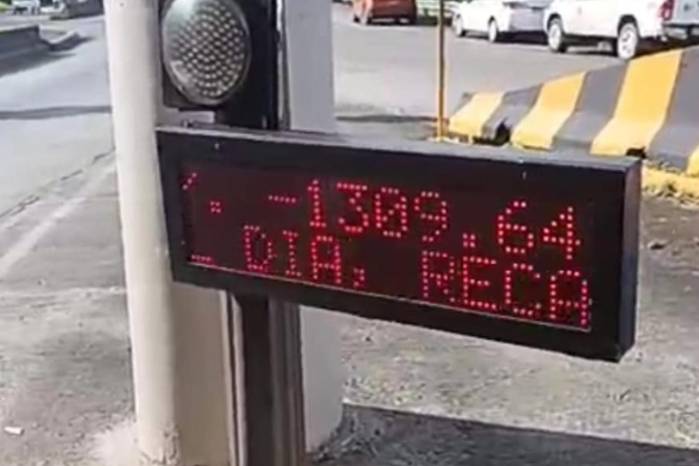 . -1309.64
DIA, RECA